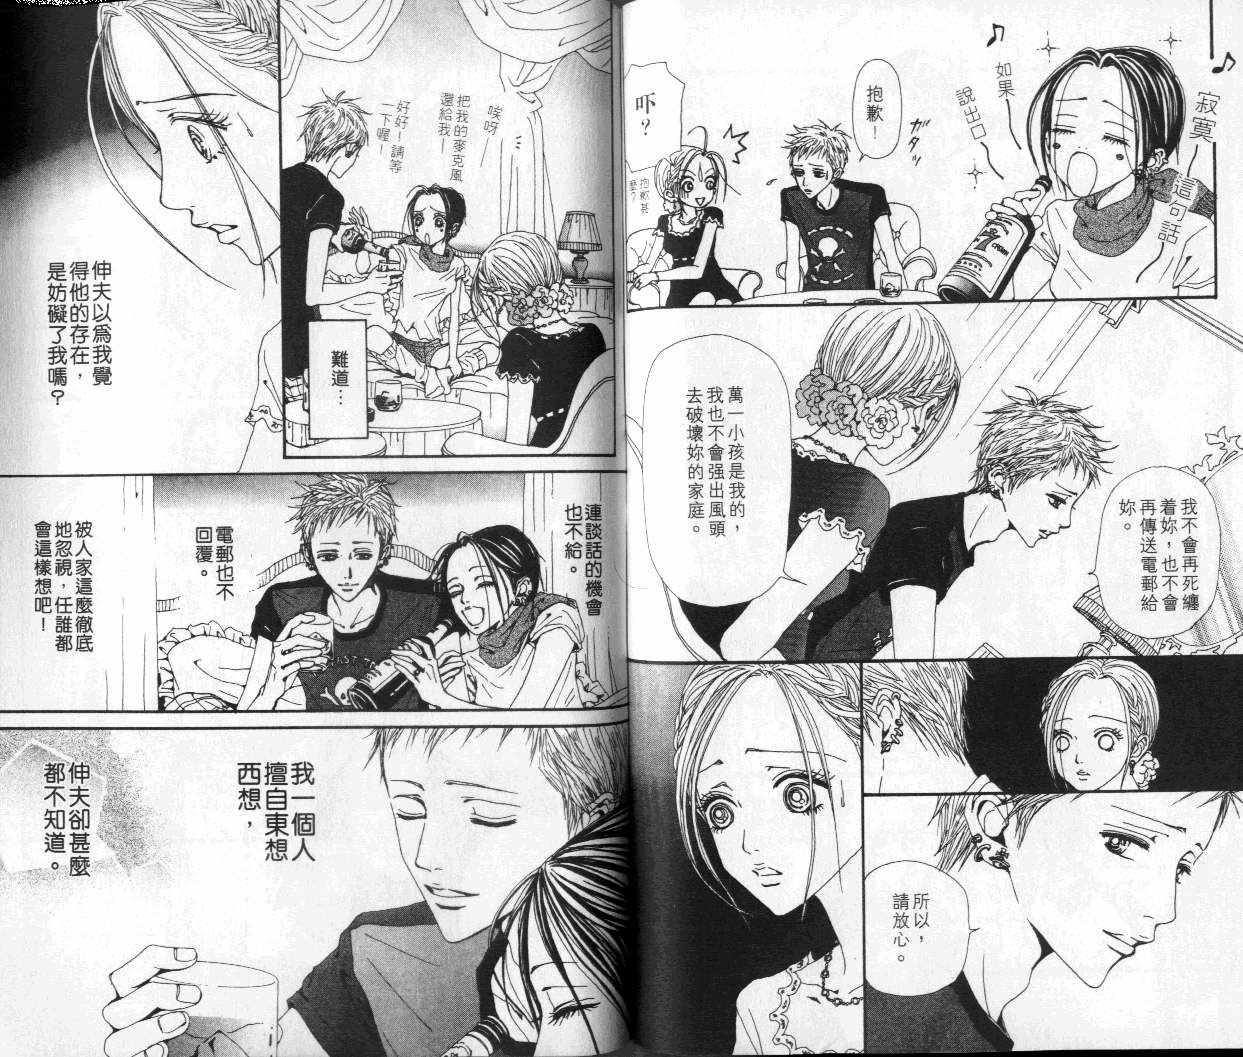 寂寞
這句話
如果
說出口
抱歉！
ガタッ
吓？
抱歉甚
麼？
我不會再死纏
着妳，也不會
再傳送電郵給
妳。
萬一小孩是我的，
我也不會强出風頭
去破壞妳的家庭。
所以，
請放心。
唉呀
把我的麥克風
還給我
好好！請等
一下喔
難道…
伸夫以爲我覺
得他的存在，
是妨礙了我嗎？
連談話的機會
也不給。
電郵也不
回覆。
被人家這麼徹底
地忽視，任誰都
會這樣想吧！
我一個人
擅自東想
西想，
伸夫卻甚麼
都不知道。